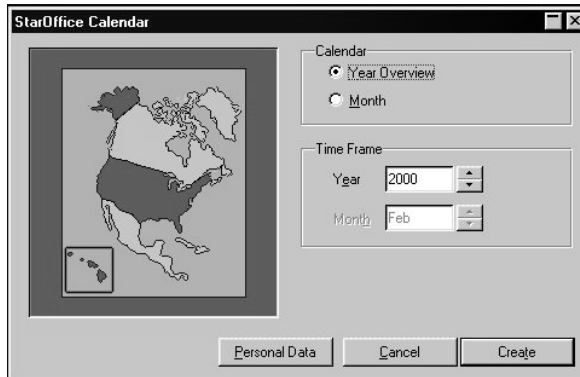 StarOffice Calendar
Calendar
Year Overview
Month
Time Frame
Year 2000
Month Feb
Personal Data Cancel Create